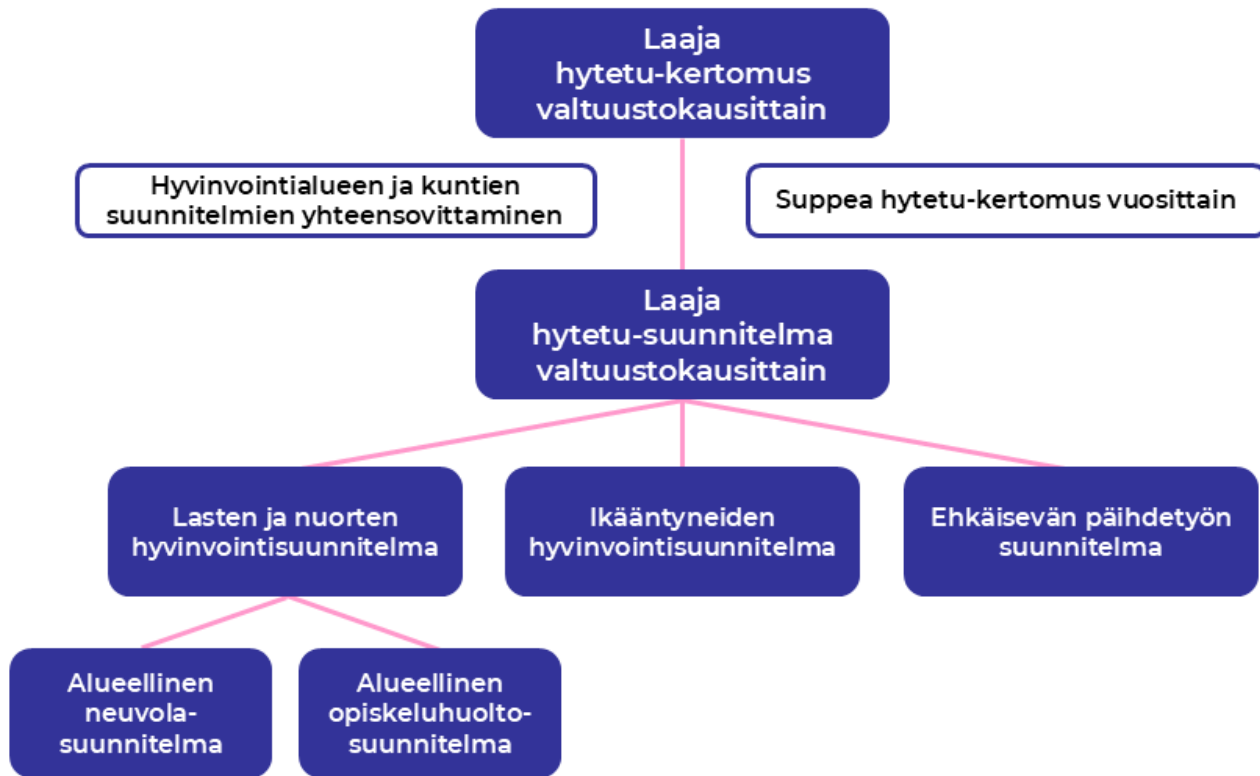 Laaja
hytetu-kertomus
valtuustokausittain
Hyvinvointialueen ja kuntien
suunnitelmien yhteensovittaminen
Suppea hytetu-kertomus vuosittain
Laaja
hytetu-suunnitelma
valtuustokausittain
Lasten ja nuorten
hyvinvointisuunnitelma
Ikääntyneiden
hyvinvointisuunnitelma
Ehkäisevän päihdetyön
suunnitelma
Alueellinen
neuvola-
suunnitelma
Alueellinen
opiskeluhuolto-
suunnitelma